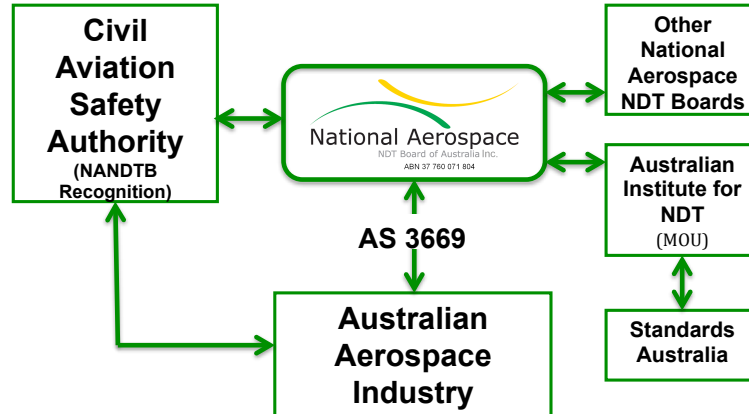 Civil
Aviation
Safety
Authority
(NANDTB
Recognition)
National Aerospace
NDT Board of Australia Inc.
ABN 37 760 071 804
Other
National
Aerospace
NDT Boards
Australian
Institute for
NDT
(MOU)
AS 3669
Australian
Aerospace
Industry
Standards
Australia